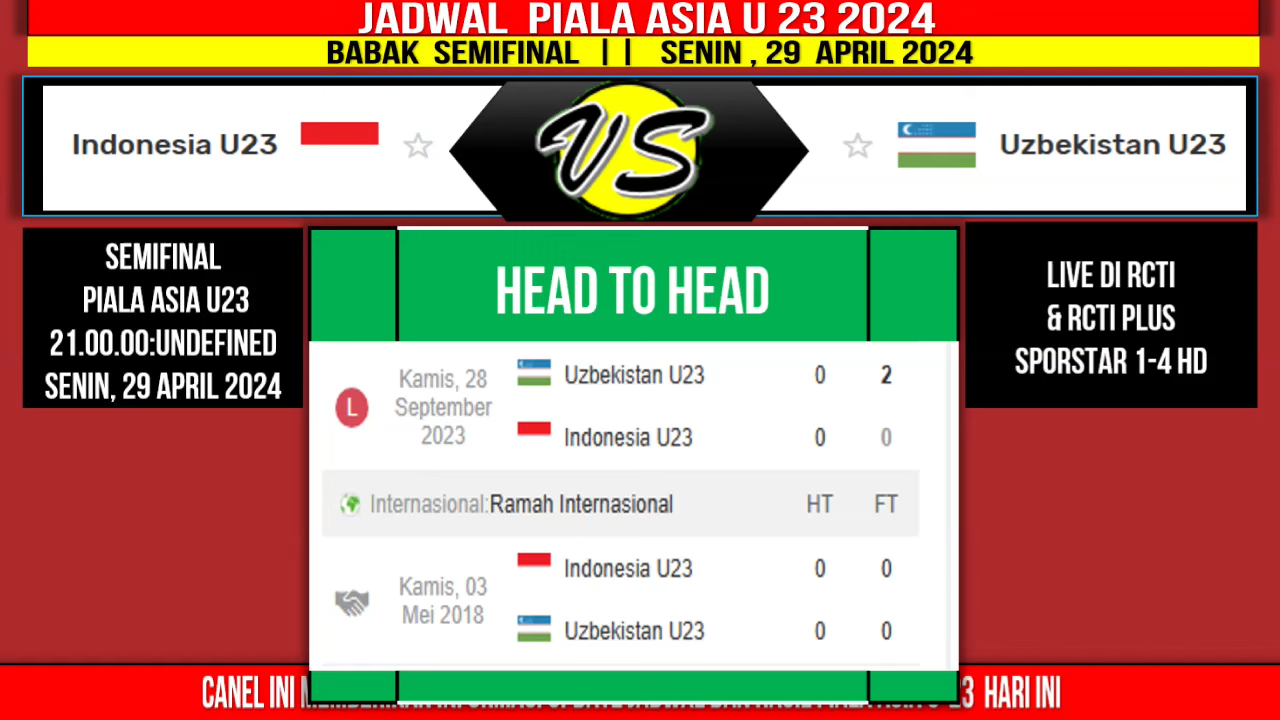 JADWAL PIALA ASIA U 23 2024
BABAK SEMIFINAL || SENIN , 29 APRIL 2024
Indonesia U23
VS
Uzbekistan U23
SEMIFINAL
PIALA ASIA U23
21.00.00:UNDEFINED
SENIN, 29 APRIL 2024
HEAD TO HEAD
LIVE DI RCTI
& RCTI PLUS
SPORSTAR 1-4 HD
L
Kamis, 28
September
2023
Uzbekistan U23 0 2
Indonesia U23 0 0
Internasional:Ramah Internasional HT FT
Kamis, 03
Mei 2018
Indonesia U23 0 0
Uzbekistan U23 0 0
CANEL INI HARI INI